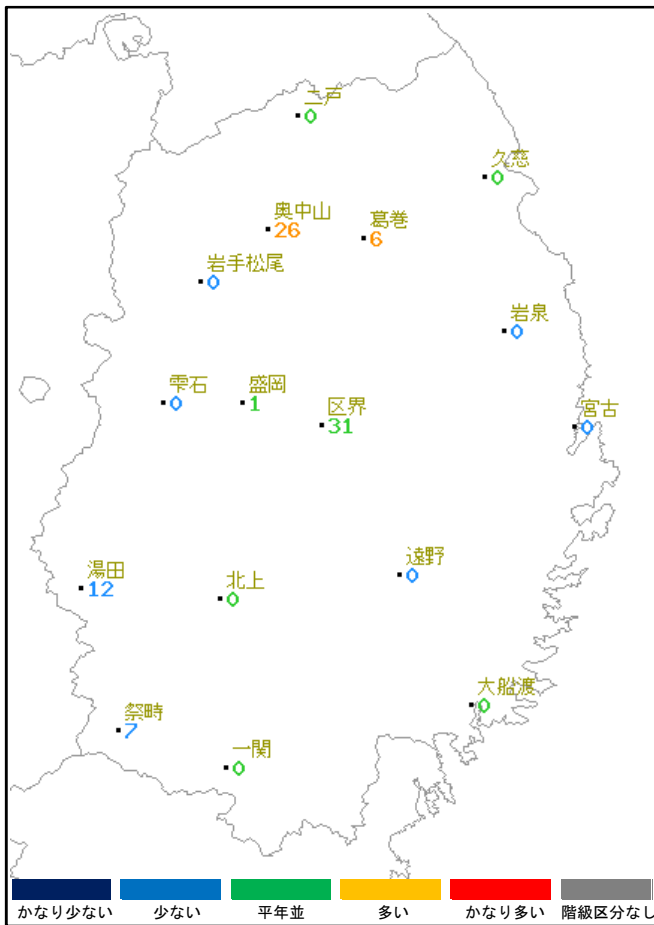 二戸
0
久慈
0
奥中山
26
葛巻
6
岩手松尾
0
岩泉
0
雫石
0
盛岡
1
区界
31
宮古
0
湯田
12
北上
0
遠野
0
大船渡
0
祭畤
7
一関
0
かなり少ない 少ない 平年並 多い かなり多い 階級区分なし